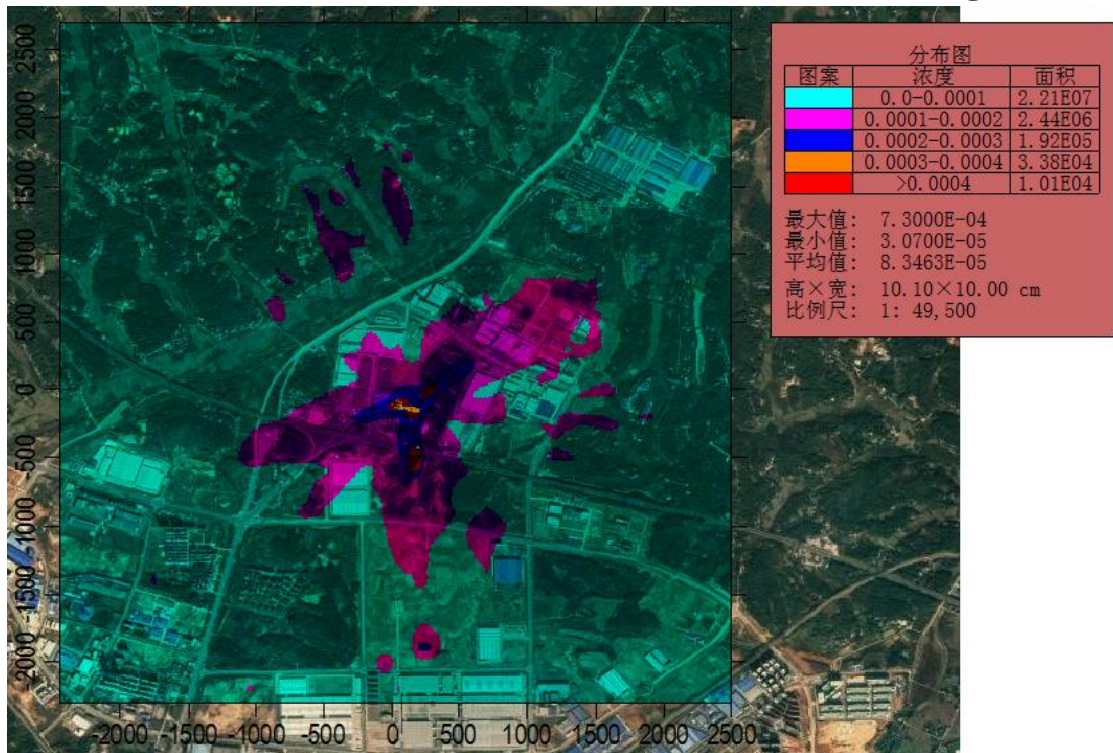 分布图
图案 浓度 面积
0.0-0.0001 2.21E07
0.0001-0.0002 2.44E06
0.0002-0.0003 1.92E05
0.0003-0.0004 3.38E04
>0.0004 1.01E04
最大值: 7.3000E-04
最小值: 3.0700E-05
平均值: 8.3463E-05
高×宽: 10.10×10.00 cm
比例尺: 1: 49,500
2500
2000
1500
1000
500
0
-500
-1000
-1500
-2000
-2000 -1500 -1000 -500 0 500 1000 1500 2000 2500